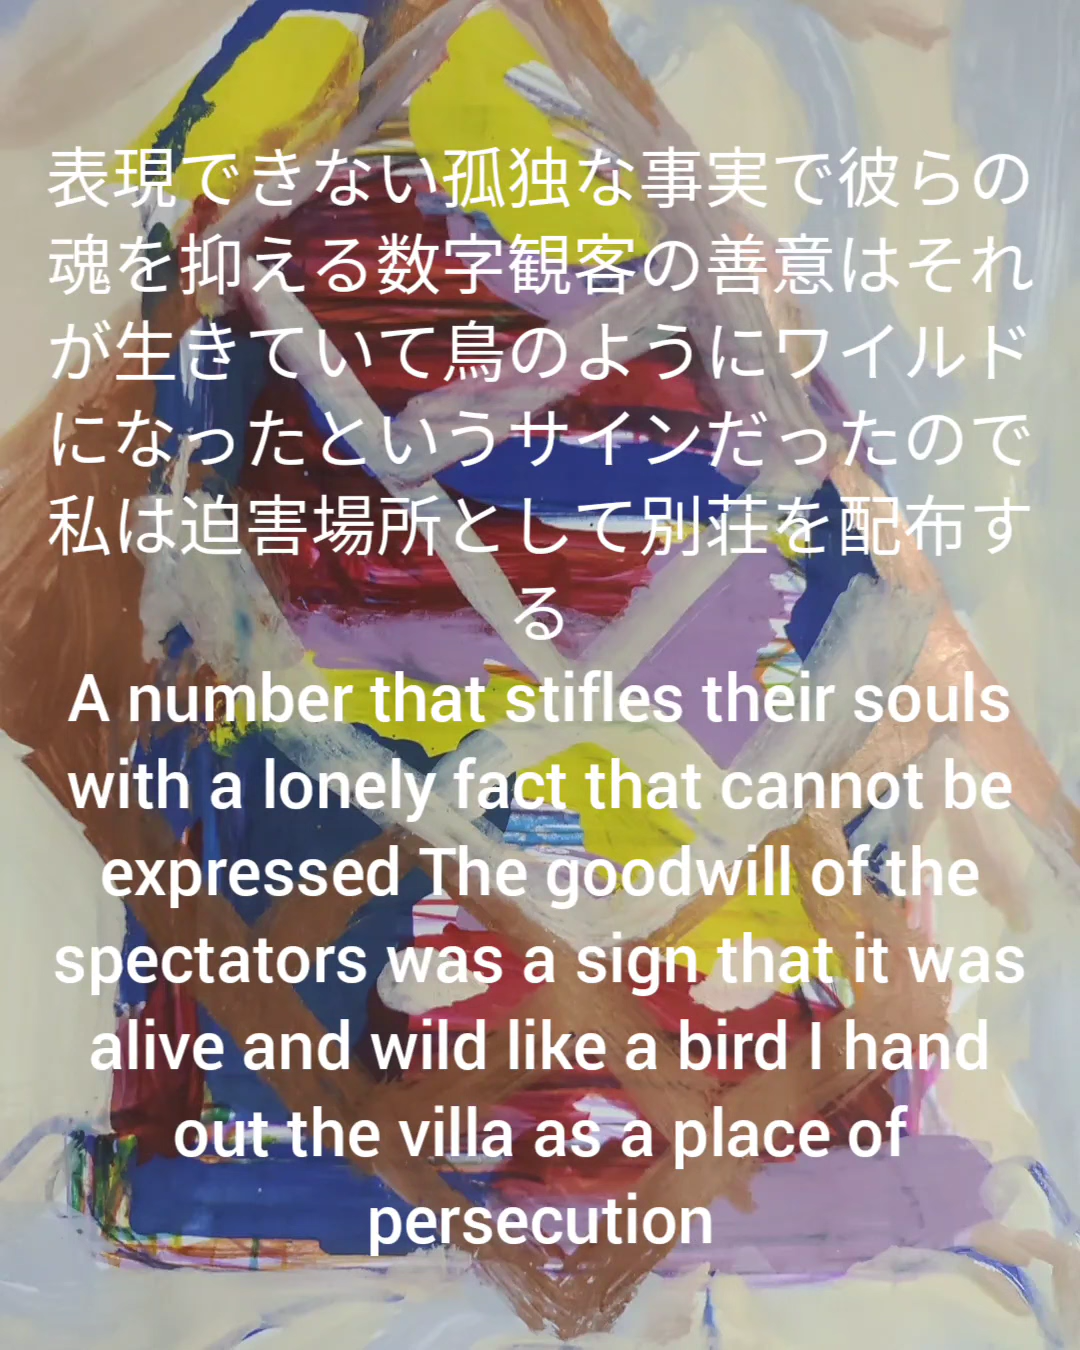 表現できない孤独な事実で彼らの
魂を抑える数字観客の善意はそれ
が生きていて鳥のようにワイルド
になったというサインだったので
私は迫害場所として別荘を配布す
る
A number that stifles their souls
with a lonely fact that cannot be
expressed The goodwill of the
spectators was a sign that it was
alive and wild like a bird I hand
out the villa as a place of
persecution